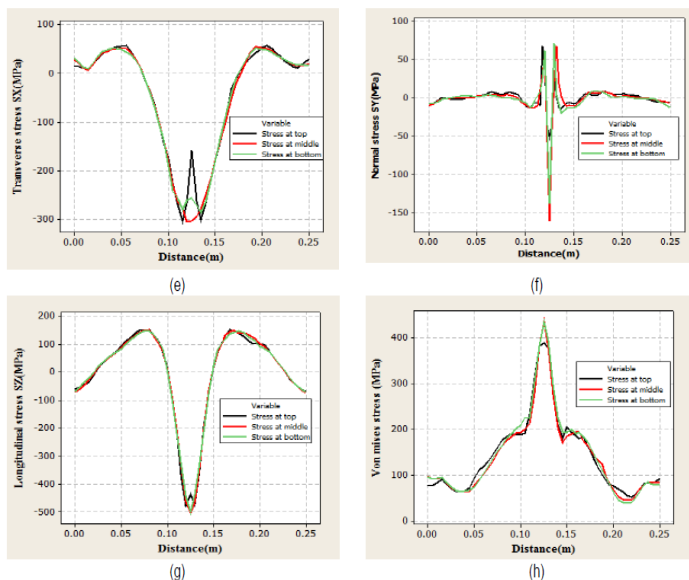 Transverse stress SX(MPa)
100
0
-100
-200
-300
0.00 0.05 0.10 0.15 0.20 0.25
Distance(m)
Variable
Stress at top
Stress at middle
Stress at bottom
(e)
Normal stress SY(MPa)
100
50
0
-50
-100
-150
0.00 0.05 0.10 0.15 0.20 0.25
Distance(m)
Variable
Stress at top
Stress at middle
Stress at bottom
(f)
Longitudinal stress SZ(MPa)
200
100
0
-100
-200
-300
-400
-500
0.00 0.05 0.10 0.15 0.20 0.25
Distance(m)
Variable
Stress at top
Stress at middle
Stress at bottom
(g)
Von mises stress (MPa)
400
300
200
100
0
0.00 0.05 0.10 0.15 0.20 0.25
Distance(m)
Variable
Stress at top
Stress at middle
Stress at bottom
(h)